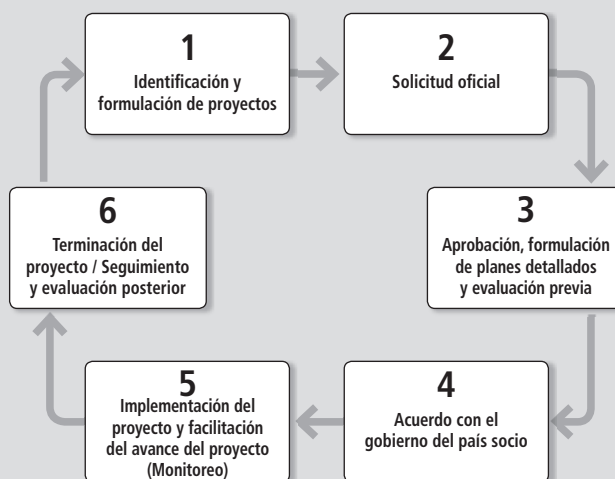 1
Identificación y
formulación de proyectos
2
Solicitud oficial
3
Aprobación, formulación
de planes detallados
y evaluación previa
4
Acuerdo con el
gobierno del país socio
5
Implementación del
proyecto y facilitación
del avance del proyecto
(Monitoreo)
6
Terminación del
proyecto / Seguimiento
y evaluación posterior